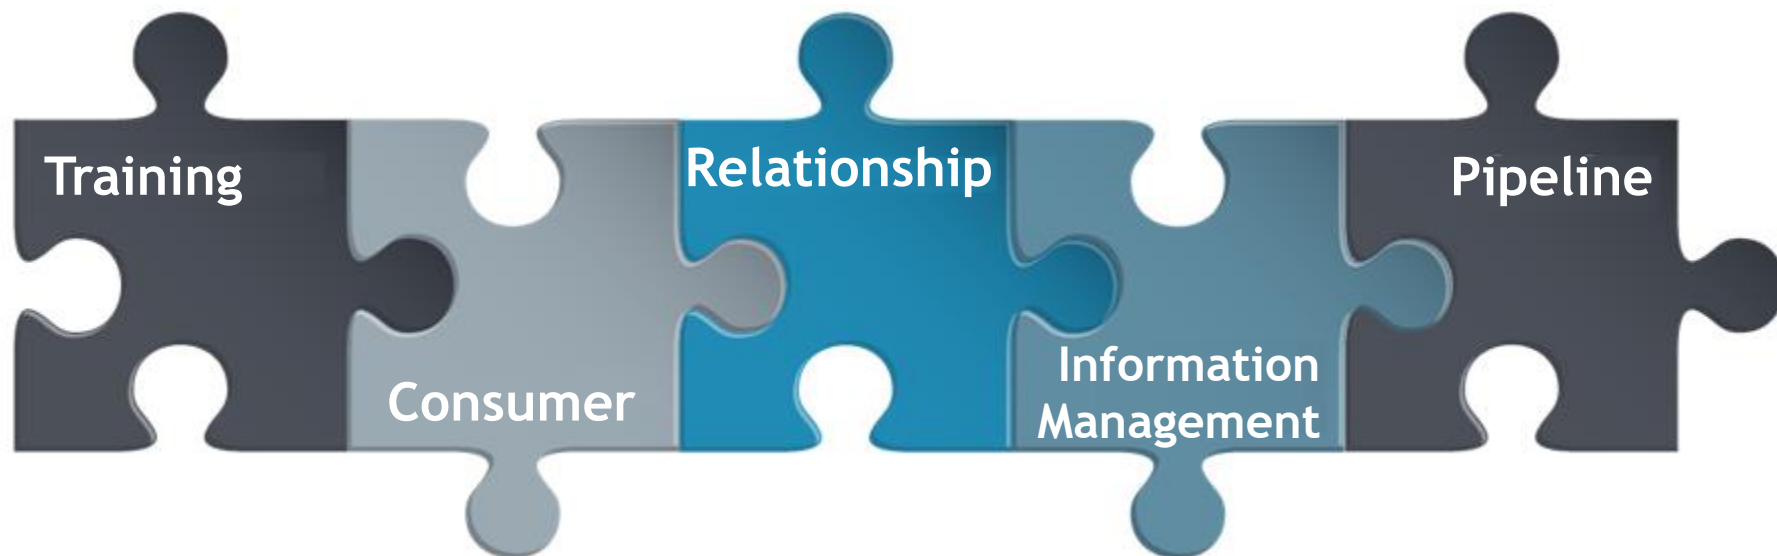 Training
Consumer
Relationship
Information
Management
Pipeline